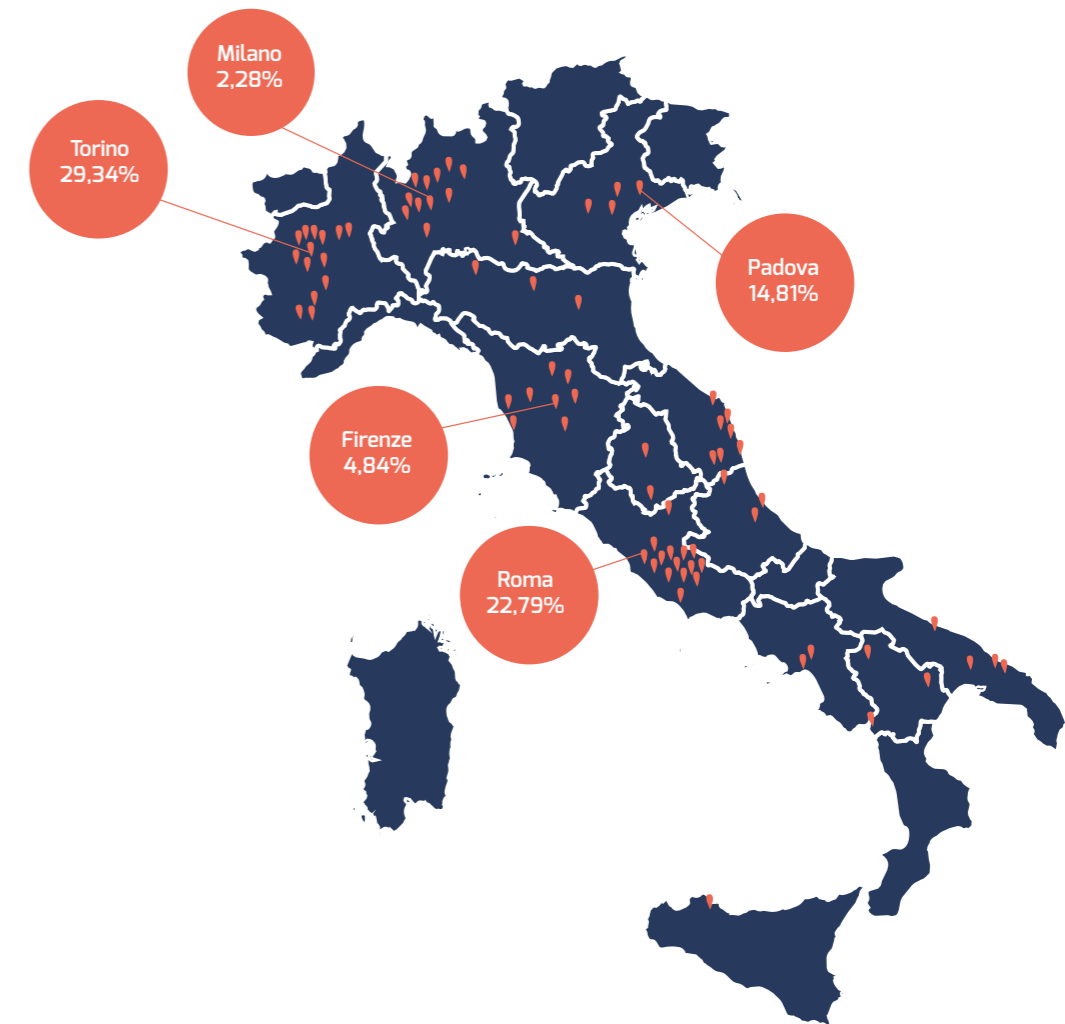 Milano
2,28%
Torino
29,34%
Padova
14,81%
Firenze
4,84%
Roma
22,79%